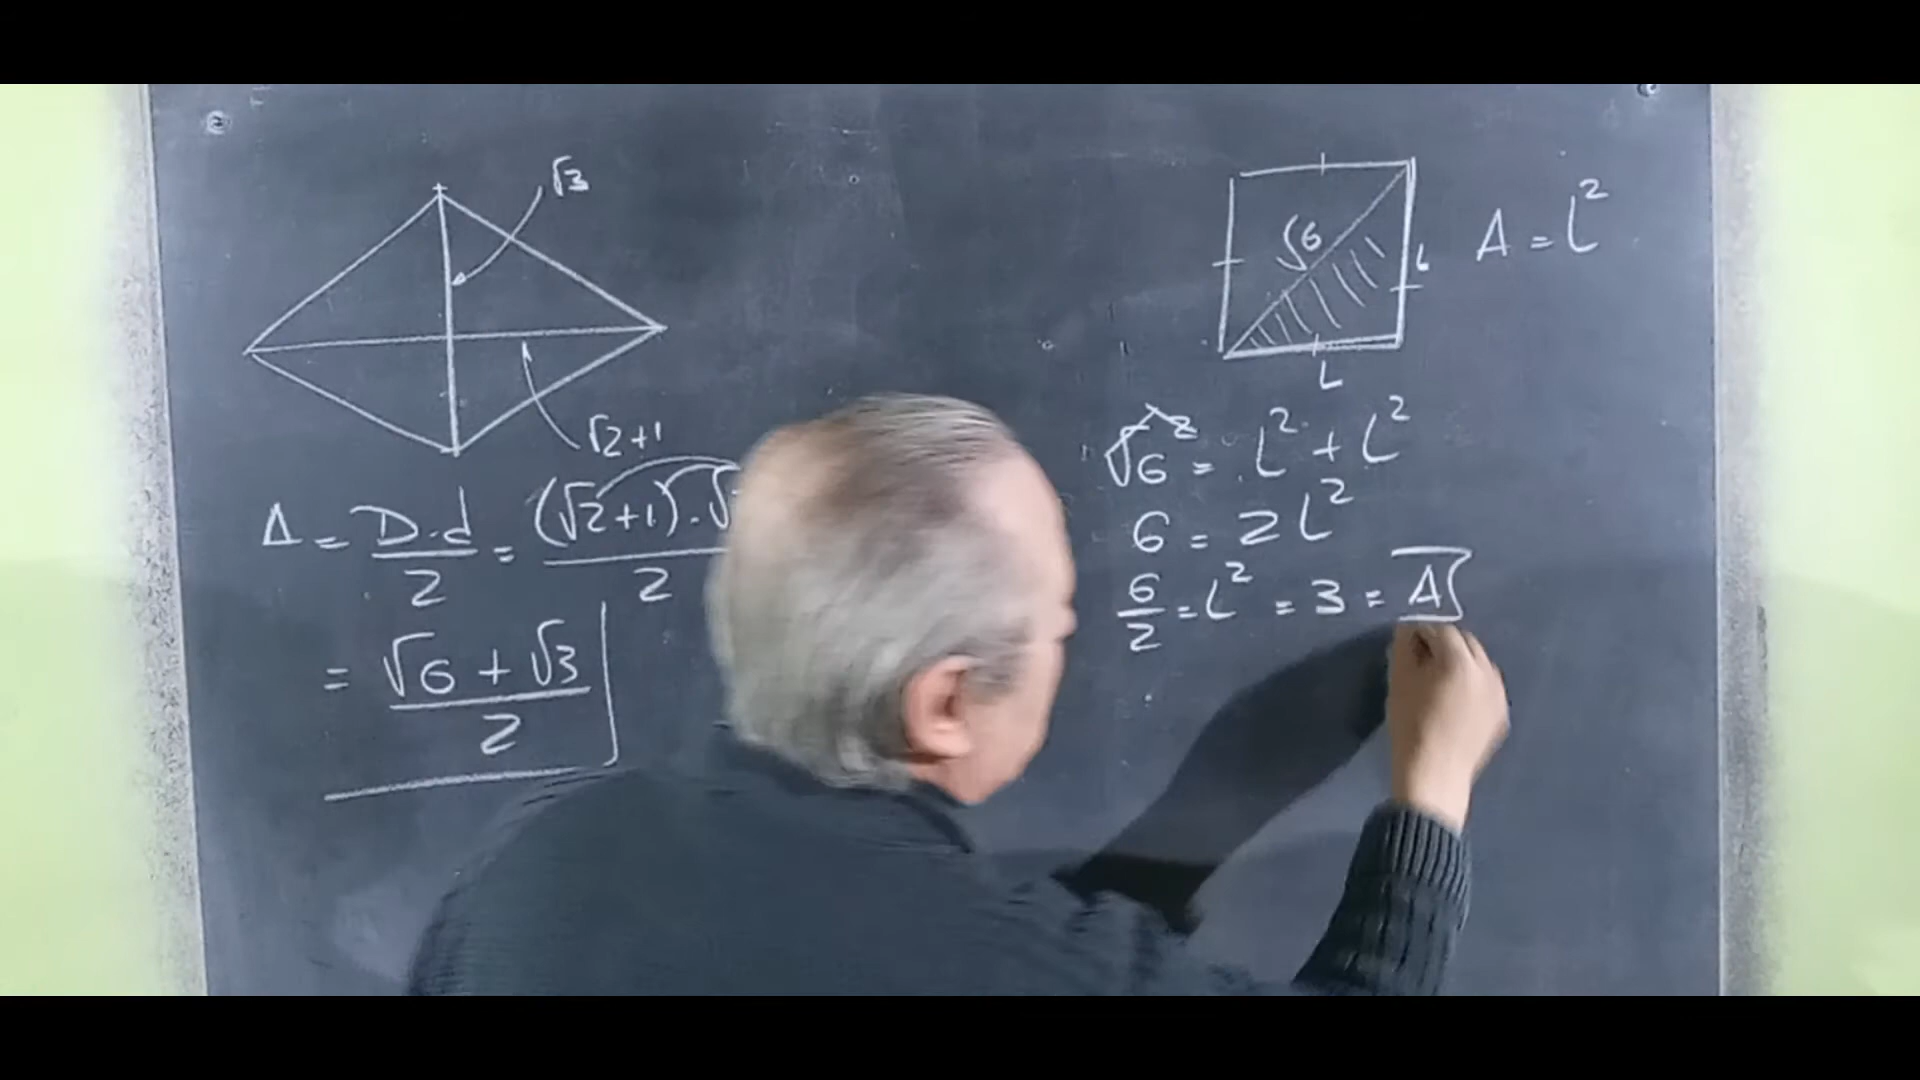 √3
√2+1
A = D.d/2 = (√2+1).√
2
= √6 + √3 / 2
√6
L
L
A = L²
√6² = L² + L²
6 = 2L²
6/2 = L² = 3 = A